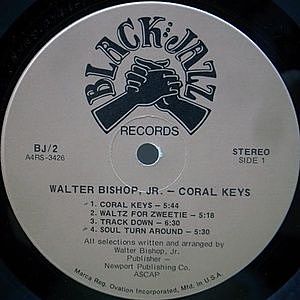 BLACK JAZZ
RECORDS
BJ/2
A4RS-3426
STEREO
SIDE 1
WALTER BISHOP, JR. – CORAL KEYS
1. CORAL KEYS – 5:44
2. WALTZ FOR ZWEETIE – 5:18
3. TRACK DOWN – 6:30
4. SOUL TURN AROUND – 5:30
All selections written and arranged by
Walter Bishop, Jr.
Publisher –
Newport Publishing Co.
ASCAP
Marca Reg. Ovation Incorporated, Mfd. In U.S.A.